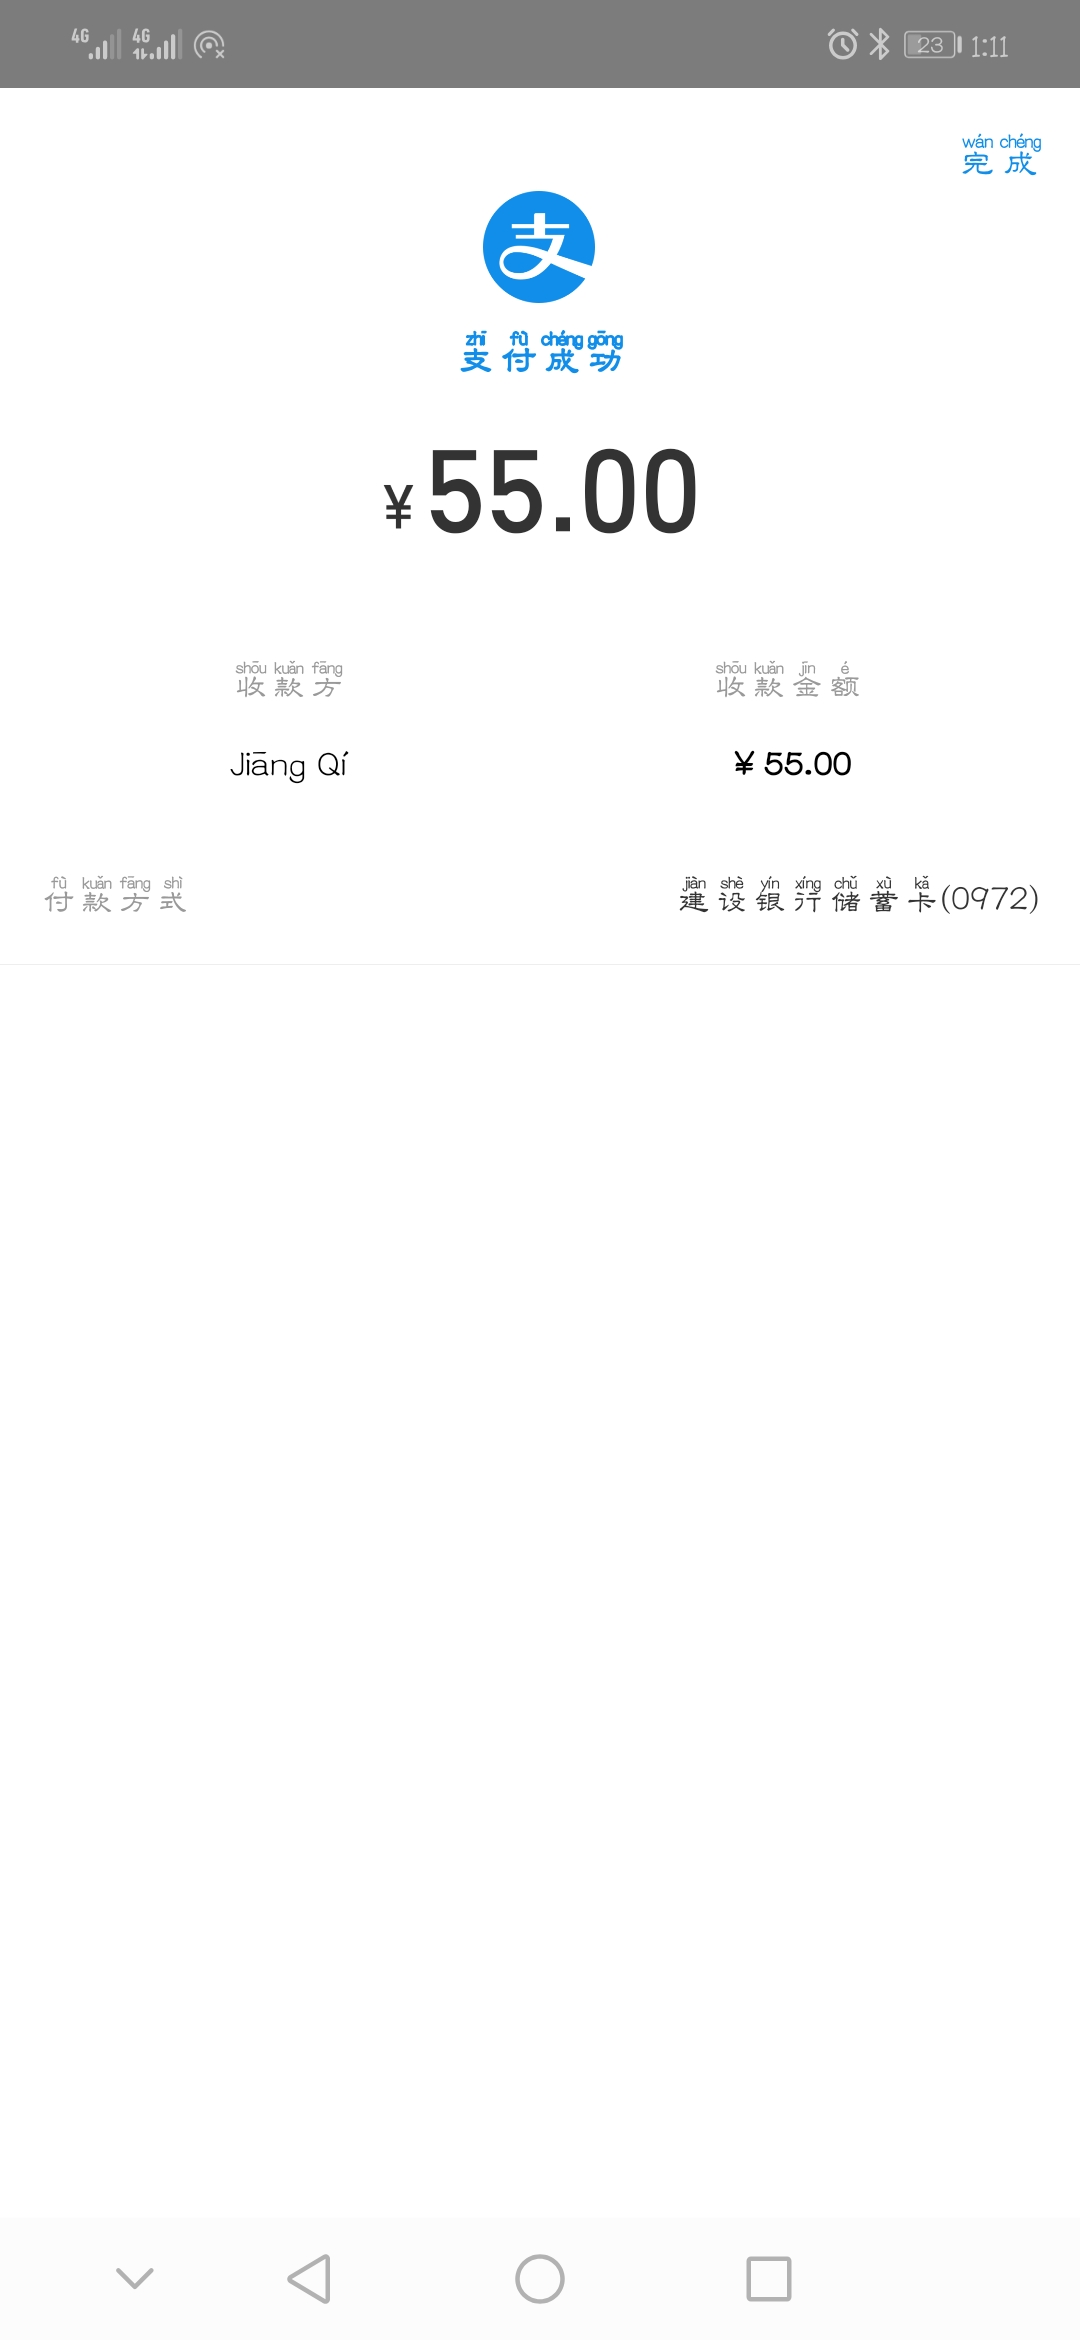 4G 4G 23 1:11
wán chéng
完成
支
zhī fù chéng gōng
支付成功
¥55.00
shōu kuǎn fāng shōu kuǎn jīn é
收款方 收款金额
Jiāng Qí ¥ 55.00
fù kuǎn fāng shì jiàn shè yín xíng chǔ xù kǎ
付款方式 建设银行储蓄卡(0972)